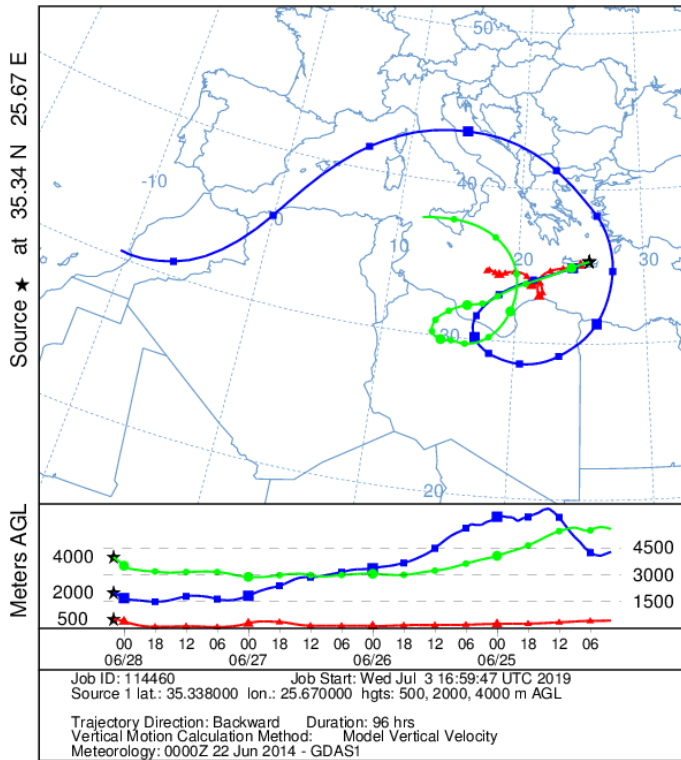 Source ★ at 35.34 N 25.67 E
50
-10
40
0
10
20
30
30
20
Meters AGL
4000
2000
500
4500
3000
1500
00 18 12 06 00 18 12 06 00 18 12 06 00 18 12 06
06/28 06/27 06/26 06/25
Job ID: 114460 Job Start: Wed Jul 3 16:59:47 UTC 2019
Source 1 lat.: 35.338000 lon.: 25.670000 hgts: 500, 2000, 4000 m AGL
Trajectory Direction: Backward Duration: 96 hrs
Vertical Motion Calculation Method: Model Vertical Velocity
Meteorology: 0000Z 22 Jun 2014 - GDAS1